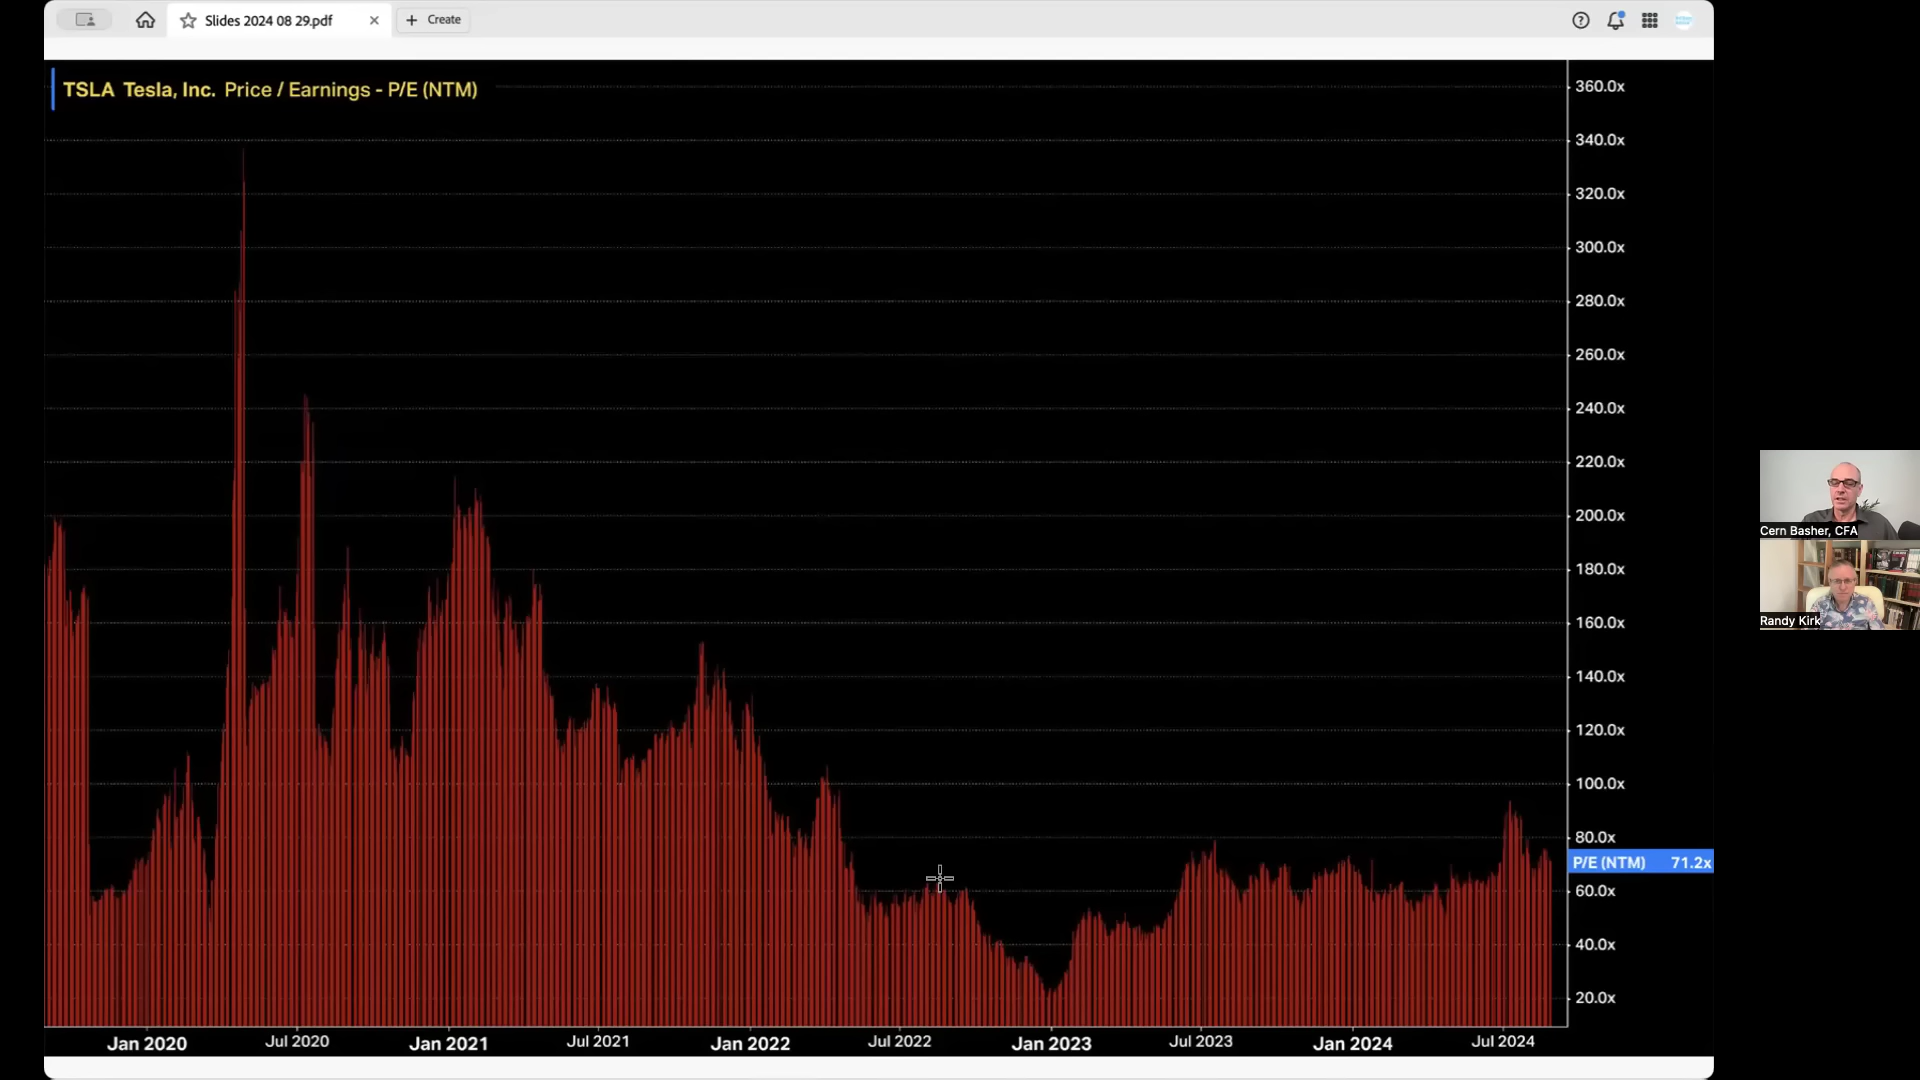 Slides 2024 08 29.pdf
Create
TSLA Tesla, Inc. Price / Earnings - P/E (NTM)
360.0x
340.0x
320.0x
300.0x
280.0x
260.0x
240.0x
220.0x
200.0x
180.0x
160.0x
140.0x
120.0x
100.0x
80.0x
P/E (NTM) 71.2x
60.0x
40.0x
20.0x
Jan 2020 Jul 2020 Jan 2021 Jul 2021 Jan 2022 Jul 2022 Jan 2023 Jul 2023 Jan 2024 Jul 2024
Cern Basher, CFA
Randy Kirk